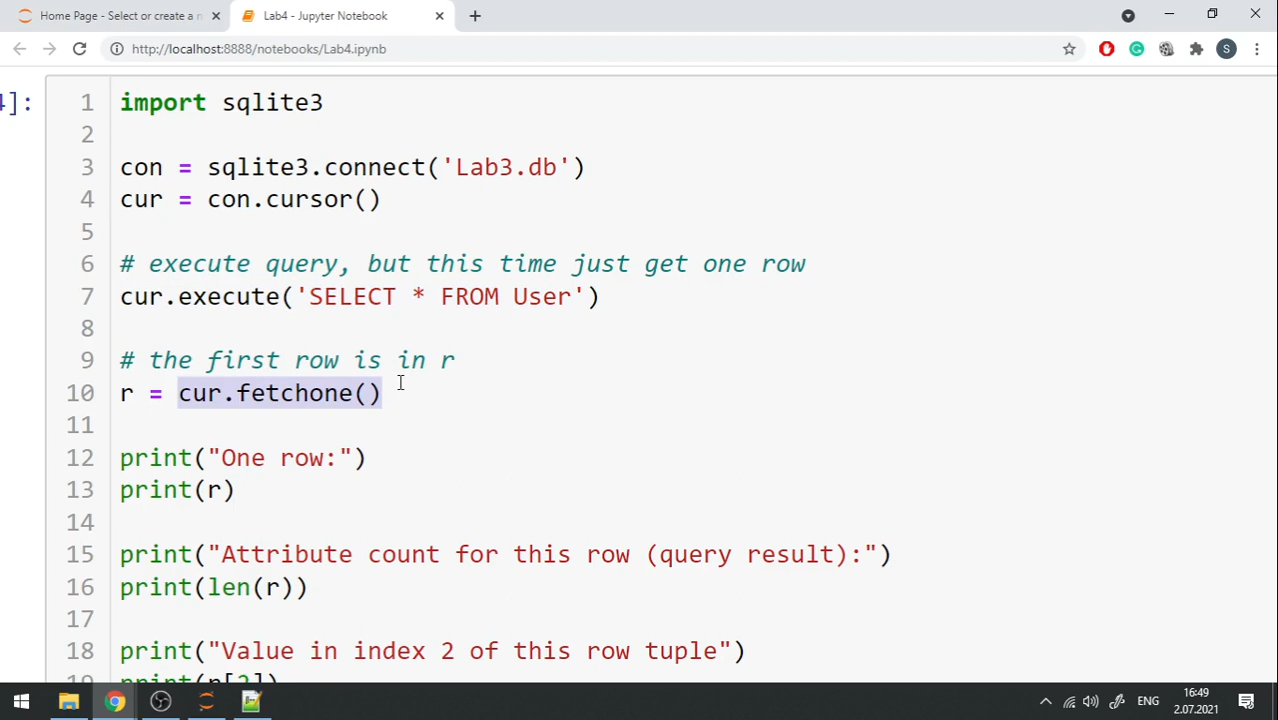 Home Page - Select or create a n
Lab4 - Jupyter Notebook
http://localhost:8888/notebooks/Lab4.ipynb
S
4]:
1 import sqlite3
2
3 con = sqlite3.connect('Lab3.db')
4 cur = con.cursor()
5
6 # execute query, but this time just get one row
7 cur.execute('SELECT * FROM User')
8
9 # the first row is in r
10 r = cur.fetchone()
11
12 print("One row:")
13 print(r)
14
15 print("Attribute count for this row (query result):")
16 print(len(r))
17
18 print("Value in index 2 of this row tuple")
19 print(r[2])
ENG
16:49
2.07.2021